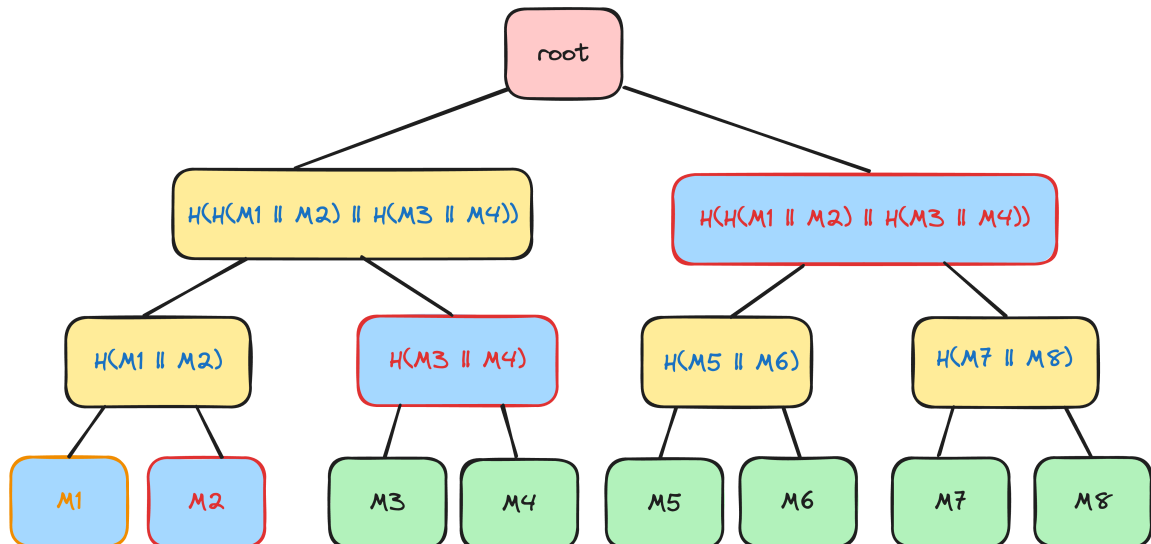 root
H(H(M1 || M2) || H(M3 || M4))
H(H(M1 || M2) || H(M3 || M4))
H(M1 || M2)
H(M3 || M4)
H(M5 || M6)
H(M7 || M8)
M1
M2
M3
M4
M5
M6
M7
M8